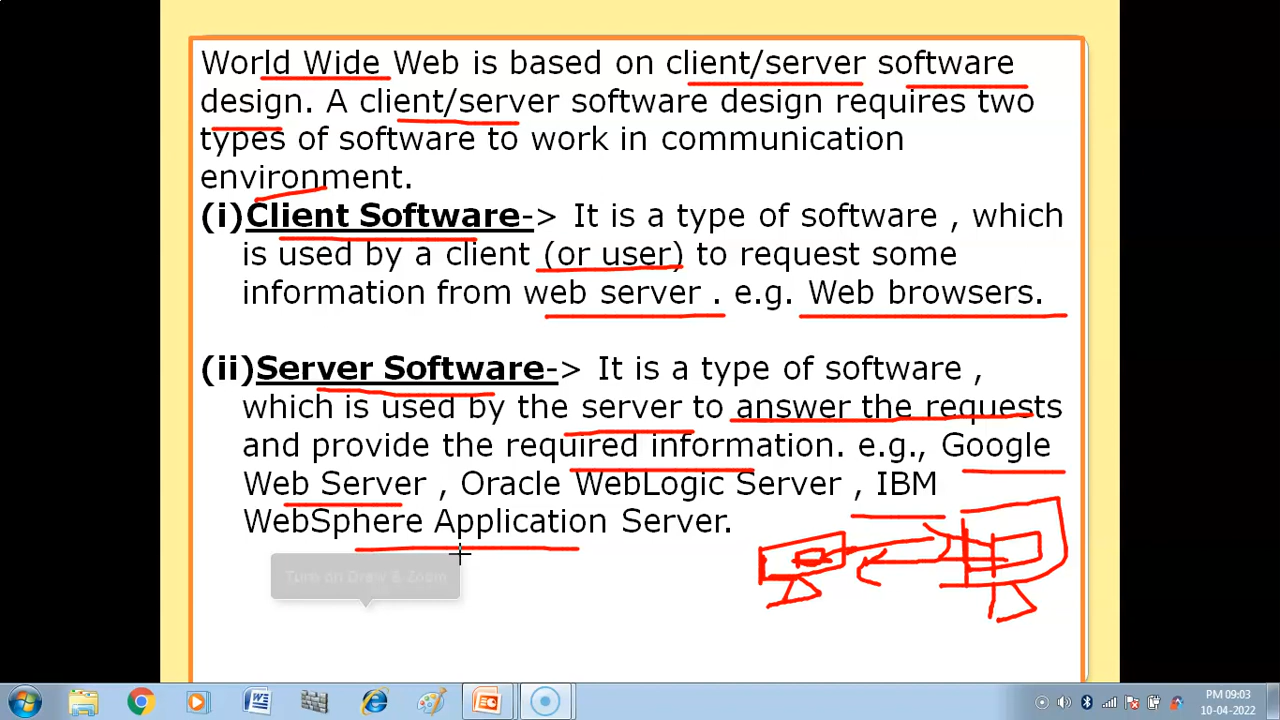 World Wide Web is based on client/server software
design. A client/server software design requires two
types of software to work in communication
environment.
(i)Client Software-> It is a type of software , which
is used by a client (or user) to request some
information from web server . e.g. Web browsers.
(ii)Server Software-> It is a type of software ,
which is used by the server to answer the requests
and provide the required information. e.g., Google
Web Server , Oracle WebLogic Server , IBM
WebSphere Application Server.
Turn on Draw & Zoom
PM 09:03
10-04-2022